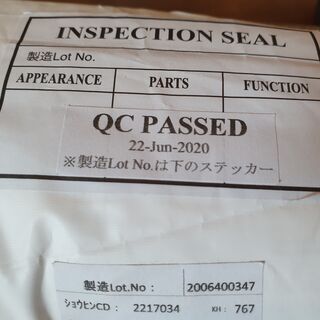 INSPECTION SEAL
製造Lot No.
APPEARANCE PARTS FUNCTION
QC PASSED
22-Jun-2020
※製造Lot No.は下のステッカー
製造Lot.No： 2006400347
ｼｮｳﾋﾝCD： 2217034 KH： 767